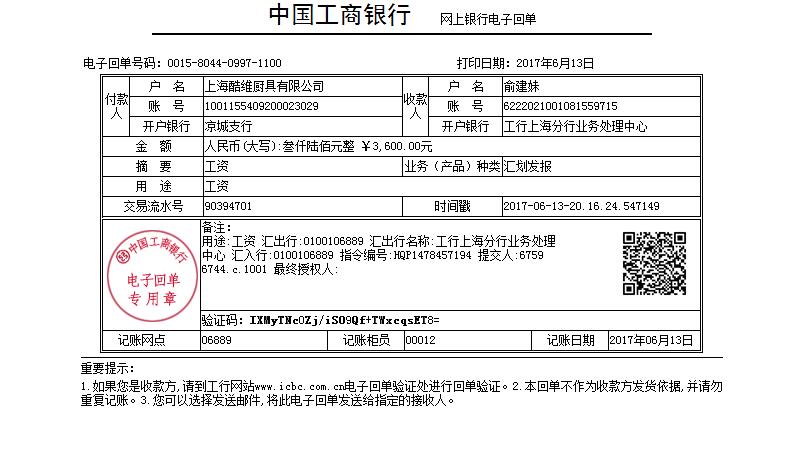 中国工商银行 网上银行电子回单
电子回单号码：0015-8044-0997-1100 打印日期：2017年6月13日
付款人 户 名 上海酷维厨具有限公司 收款人 户 名 俞建妹
账 号 1001155409200023029 账 号 6222021001081559715
开户银行 凉城支行 开户银行 工行上海分行业务处理中心
金 额 人民币(大写):叁仟陆佰元整 ￥3,600.00元
摘 要 工资 业务（产品）种类 汇划发报
用 途 工资
交易流水号 90394701 时间戳 2017-06-13-20.16.24.547149
中国工商银行
电子回单
专用章
备注：
用途:工资 汇出行:0100106889 汇出行名称:工行上海分行业务处理
中心 汇入行:0100106889 指令编号:HQP1478457194 提交人:6759
6744.c.1001 最终授权人:
验证码：IXMyTNc0Zj/iSO9Qf+TWxcqsET8=
记账网点 06889 记账柜员 00012 记账日期 2017年06月13日
重要提示：
1.如果您是收款方,请到工行网站www.icbc.com.cn电子回单验证处进行回单验证。2.本回单不作为收款方发货依据,并请勿
重复记账。3.您可以选择发送邮件,将此电子回单发送给指定的接收人。